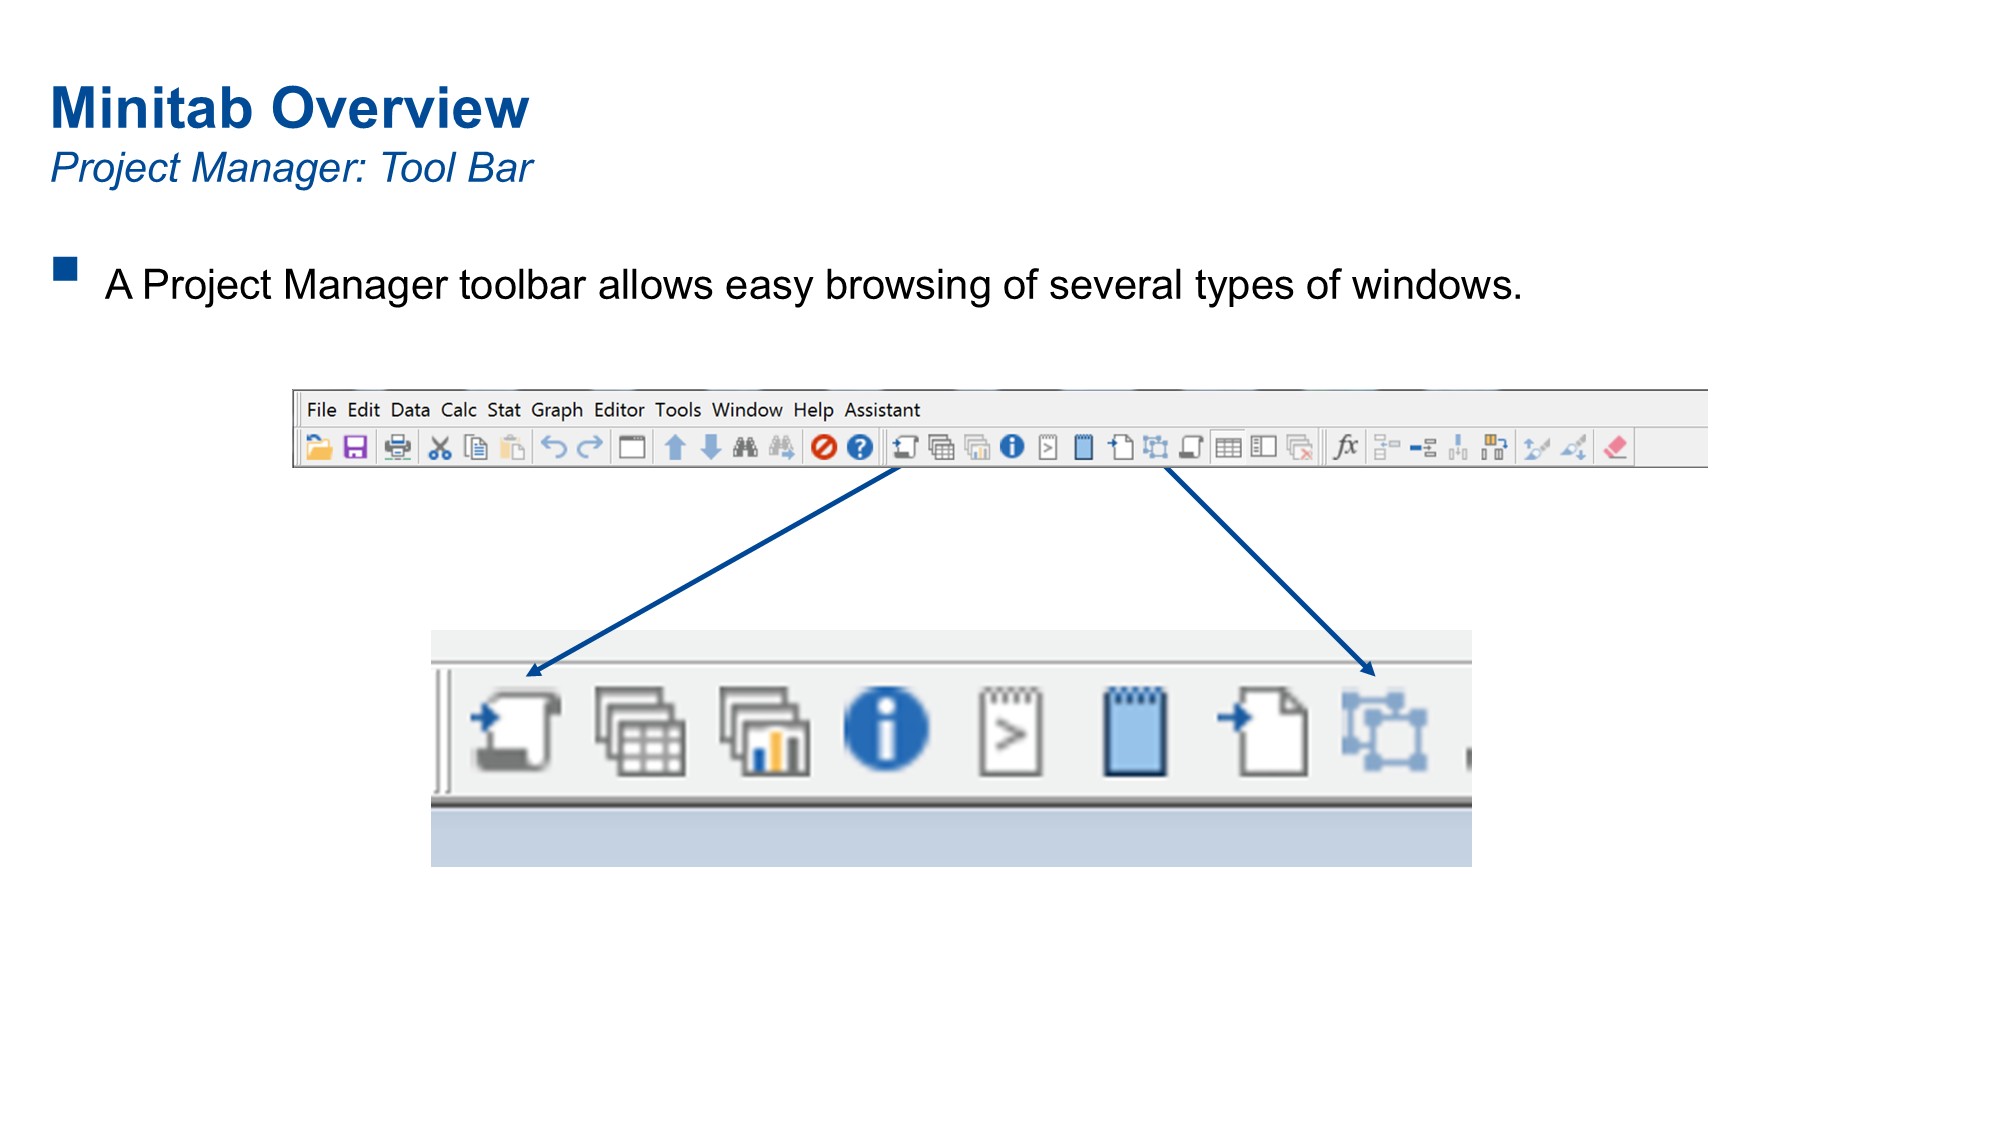 Minitab Overview
Project Manager: Tool Bar
A Project Manager toolbar allows easy browsing of several types of windows.
File Edit Data Calc Stat Graph Editor Tools Window Help Assistant
fx